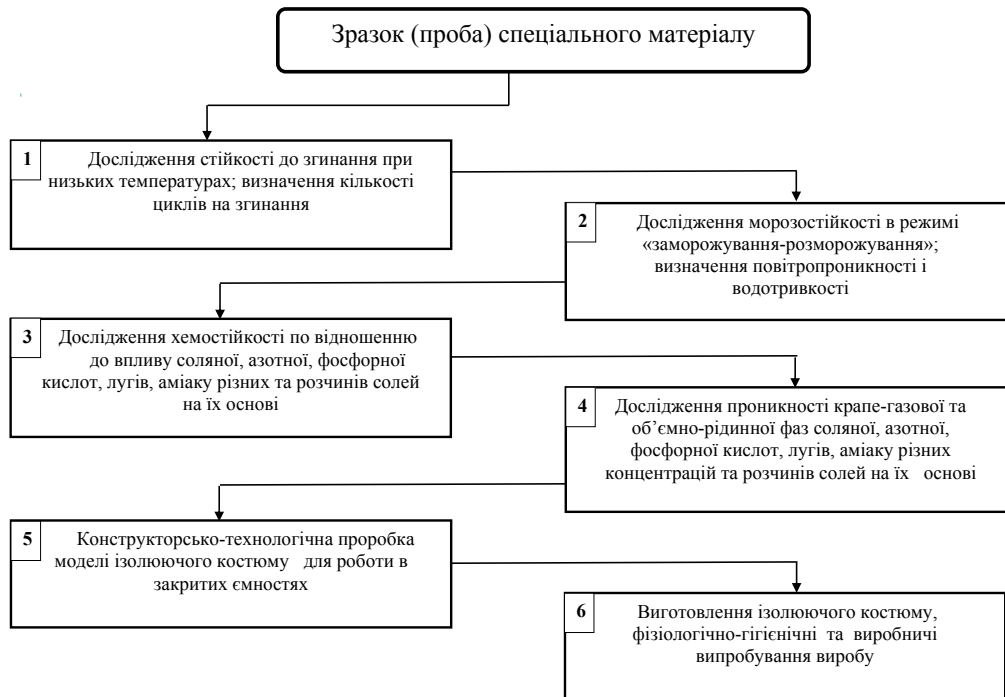 Зразок (проба) спеціального матеріалу
1
Дослідження стійкості до згинання при
низьких температурах; визначення кількості
циклів на згинання
2
Дослідження морозостійкості в режимі
«заморожування-розморожування»;
визначення повітропроникності і
водотривкості
3
Дослідження хемостійкості по відношенню
до впливу соляної, азотної, фосфорної
кислот, лугів, аміаку різних та розчинів солей
на їх основі
4
Дослідження проникності крапе-газової та
об’ємно-рідинної фаз соляної, азотної,
фосфорної кислот, лугів, аміаку різних
концентрацій та розчинів солей на їх основі
5
Конструкторсько-технологічна проробка
моделі ізолюючого костюму для роботи в
закритих ємностях
6
Виготовлення ізолюючого костюму,
фізіологічно-гігієнічні та виробничі
випробування виробу